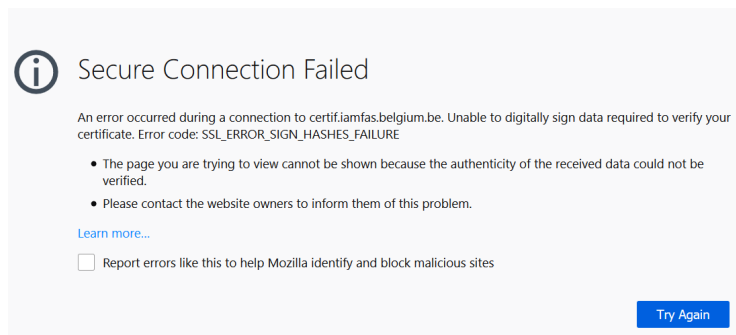 Secure Connection Failed
An error occurred during a connection to certif.iamfas.belgium.be. Unable to digitally sign data required to verify your
certificate. Error code: SSL_ERROR_SIGN_HASHES_FAILURE
• The page you are trying to view cannot be shown because the authenticity of the received data could not be
verified.
• Please contact the website owners to inform them of this problem.
Learn more...
Report errors like this to help Mozilla identify and block malicious sites
Try Again